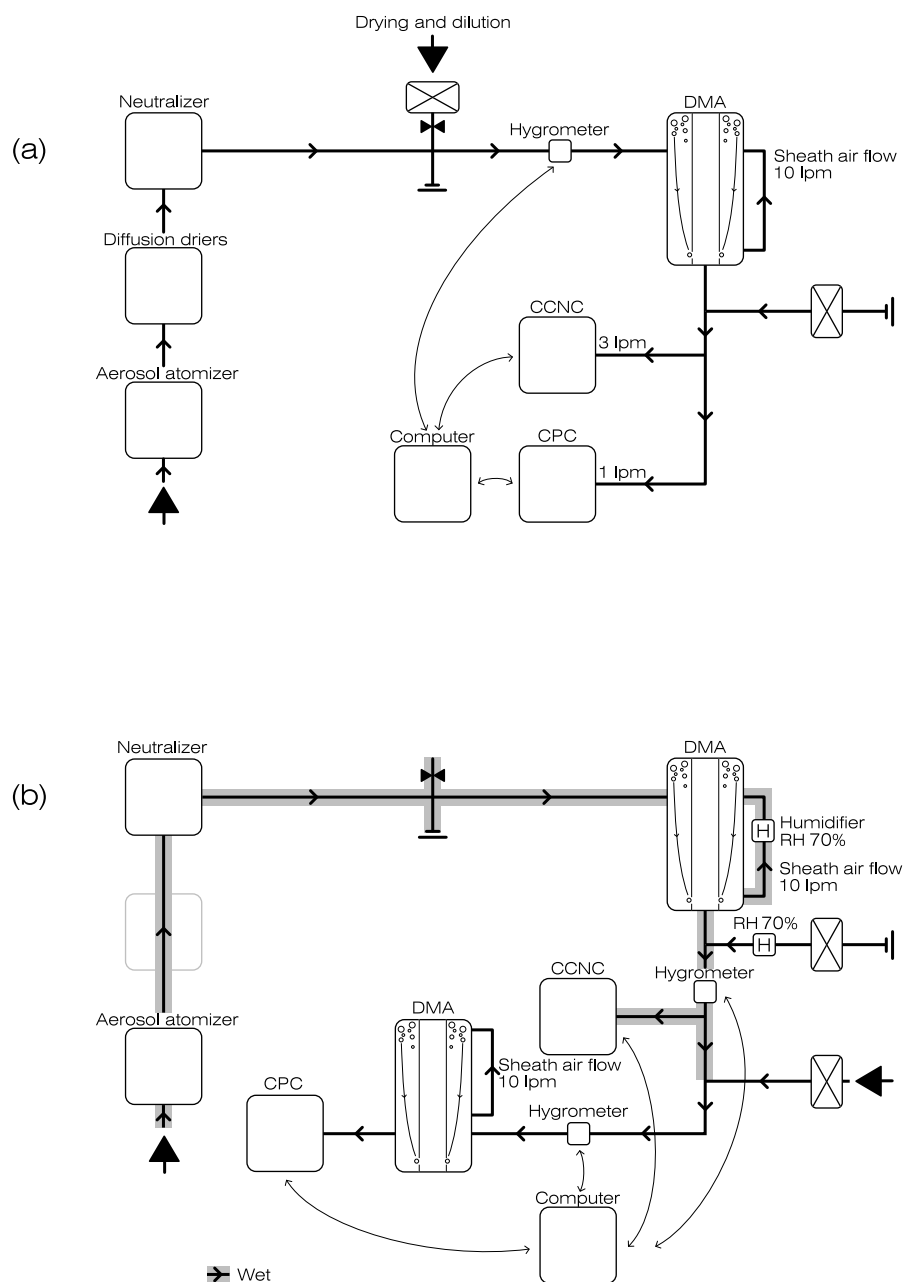 Drying and dilution
Neutralizer
DMA
(a)
Hygrometer
Sheath air flow
10 lpm
Diffusion driers
CCNC
3 lpm
Aerosol atomizer
Computer
CPC
1 lpm
Neutralizer
DMA
(b)
H
Humidifier
RH 70%
Sheath air flow
10 lpm
RH 70%
H
CCNC
Hygrometer
Aerosol atomizer
DMA
Sheath air flow
10 lpm
CPC
Hygrometer
Computer
Wet